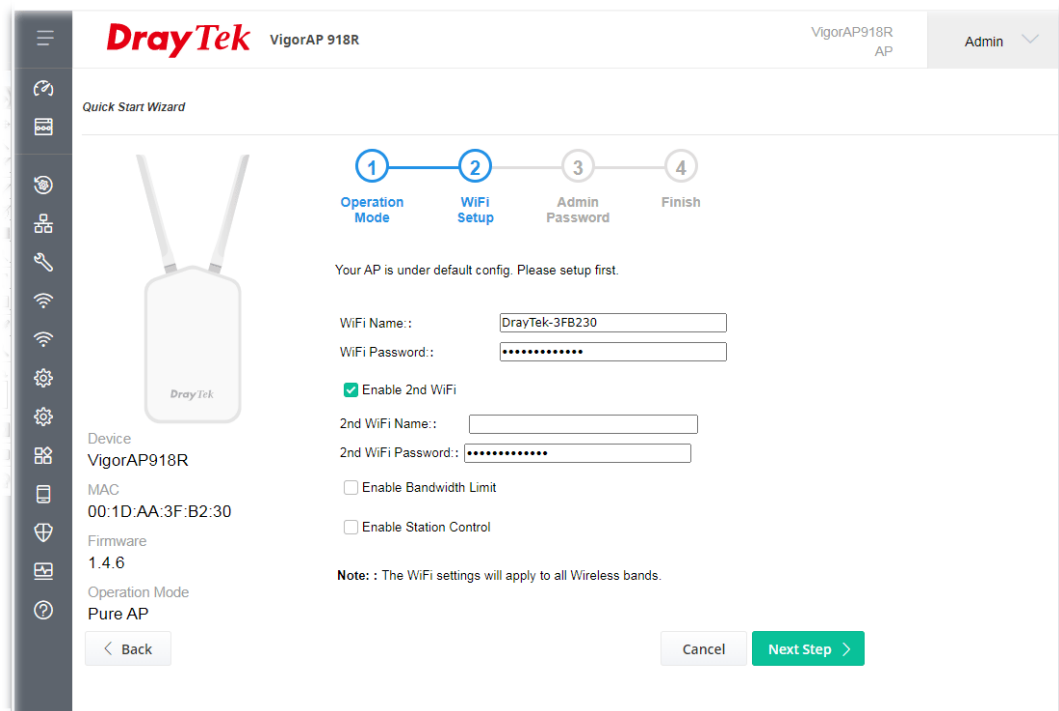 DrayTek VigorAP 918R
VigorAP918R
AP
Admin
Quick Start Wizard
1 2 3 4
Operation Mode
WiFi Setup
Admin Password
Finish
Your AP is under default config. Please setup first.
WiFi Name:: DrayTek-3FB230
WiFi Password:: •••••••••••••
Enable 2nd WiFi
2nd WiFi Name::
2nd WiFi Password:: •••••••••••••
Enable Bandwidth Limit
Enable Station Control
Note: : The WiFi settings will apply to all Wireless bands.
DrayTek
Device
VigorAP918R
MAC
00:1D:AA:3F:B2:30
Firmware
1.4.6
Operation Mode
Pure AP
Back
Cancel
Next Step